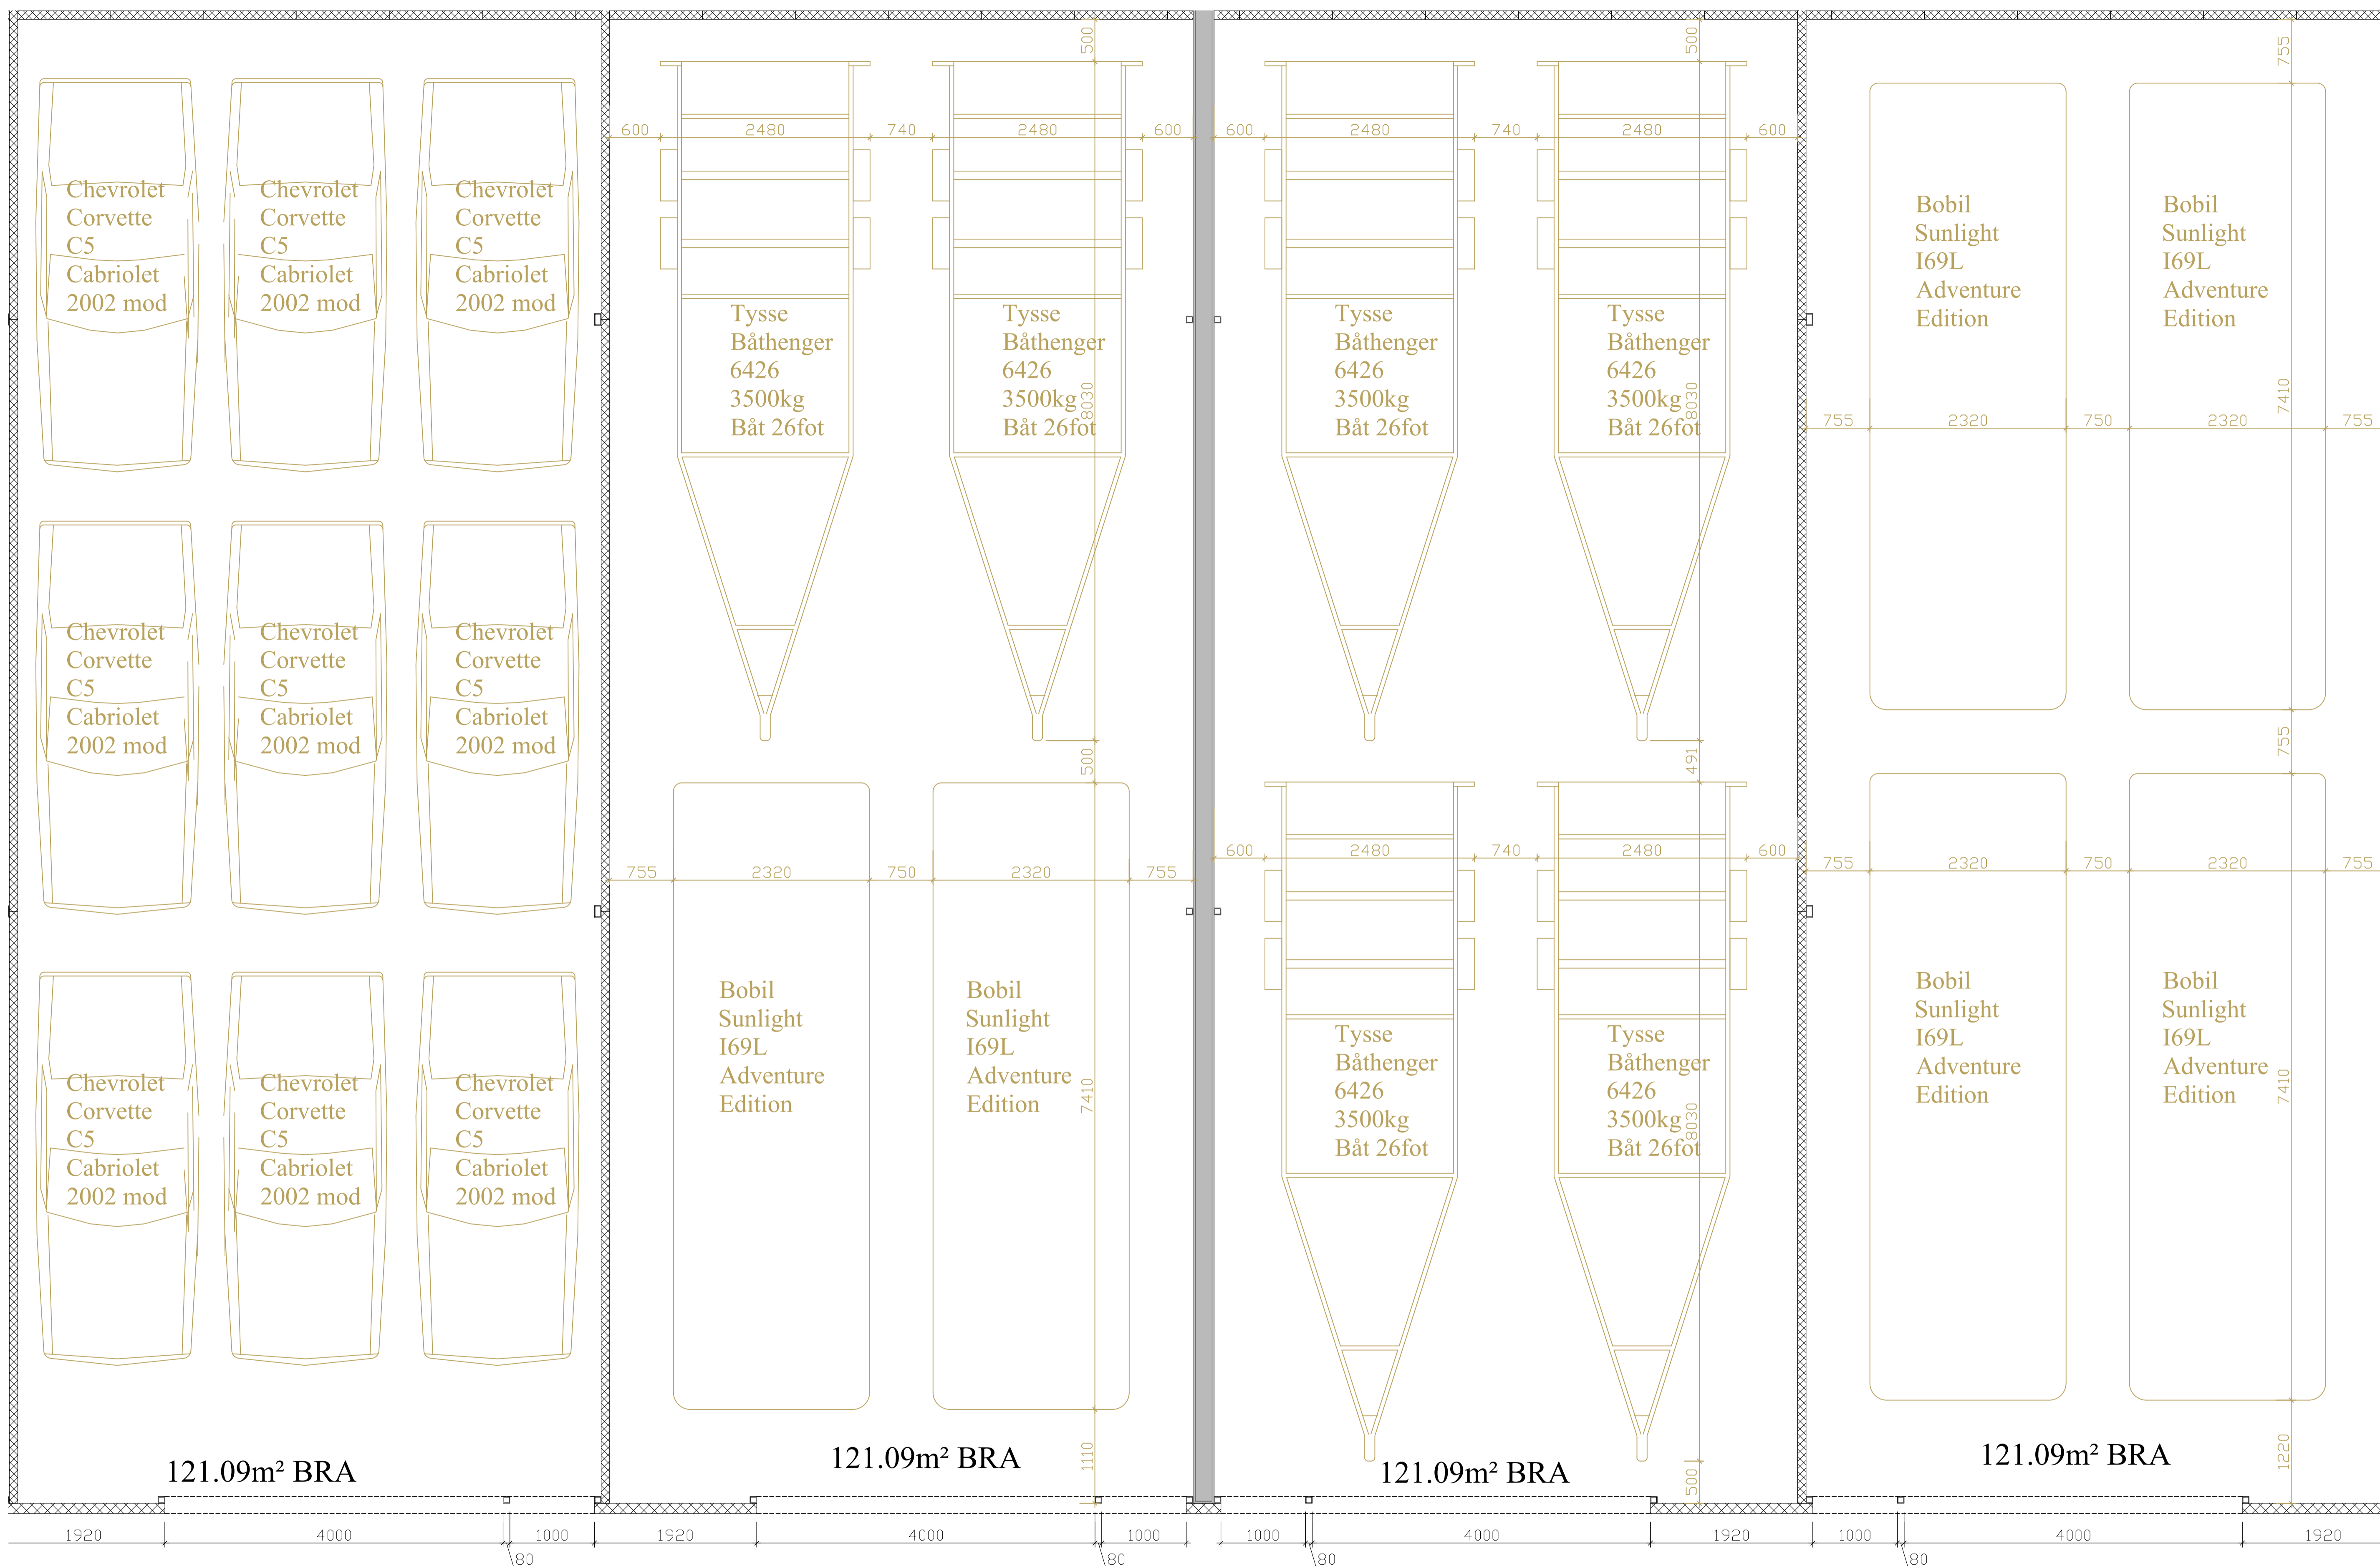 500
500
755
600
2480
740
2480
600
600
2480
740
2480
600
Chevrolet
Corvette
C5
Cabriolet
2002 mod
Chevrolet
Corvette
C5
Cabriolet
2002 mod
Chevrolet
Corvette
C5
Cabriolet
2002 mod
Tysse
Båthenger
6426
3500kg
Båt 26fot
Tysse
Båthenger
6426
3500kg
Båt 26fot
8030
Tysse
Båthenger
6426
3500kg
Båt 26fot
Tysse
Båthenger
6426
3500kg
Båt 26fot
8030
Bobil
Sunlight
I69L
Adventure
Edition
Bobil
Sunlight
I69L
Adventure
Edition
7410
755
2320
750
2320
755
Chevrolet
Corvette
C5
Cabriolet
2002 mod
Chevrolet
Corvette
C5
Cabriolet
2002 mod
Chevrolet
Corvette
C5
Cabriolet
2002 mod
500
491
755
755
2320
750
2320
755
600
2480
740
2480
600
755
2320
750
2320
755
Chevrolet
Corvette
C5
Cabriolet
2002 mod
Chevrolet
Corvette
C5
Cabriolet
2002 mod
Chevrolet
Corvette
C5
Cabriolet
2002 mod
Bobil
Sunlight
I69L
Adventure
Edition
Bobil
Sunlight
I69L
Adventure
Edition
7410
Tysse
Båthenger
6426
3500kg
Båt 26fot
Tysse
Båthenger
6426
3500kg
Båt 26fot
8030
Bobil
Sunlight
I69L
Adventure
Edition
Bobil
Sunlight
I69L
Adventure
Edition
7410
121.09m² BRA
121.09m² BRA
1110
121.09m² BRA
500
121.09m² BRA
1220
1920
4000
80
1000
1920
4000
80
1000
1000
80
4000
1920
1000
80
4000
1920